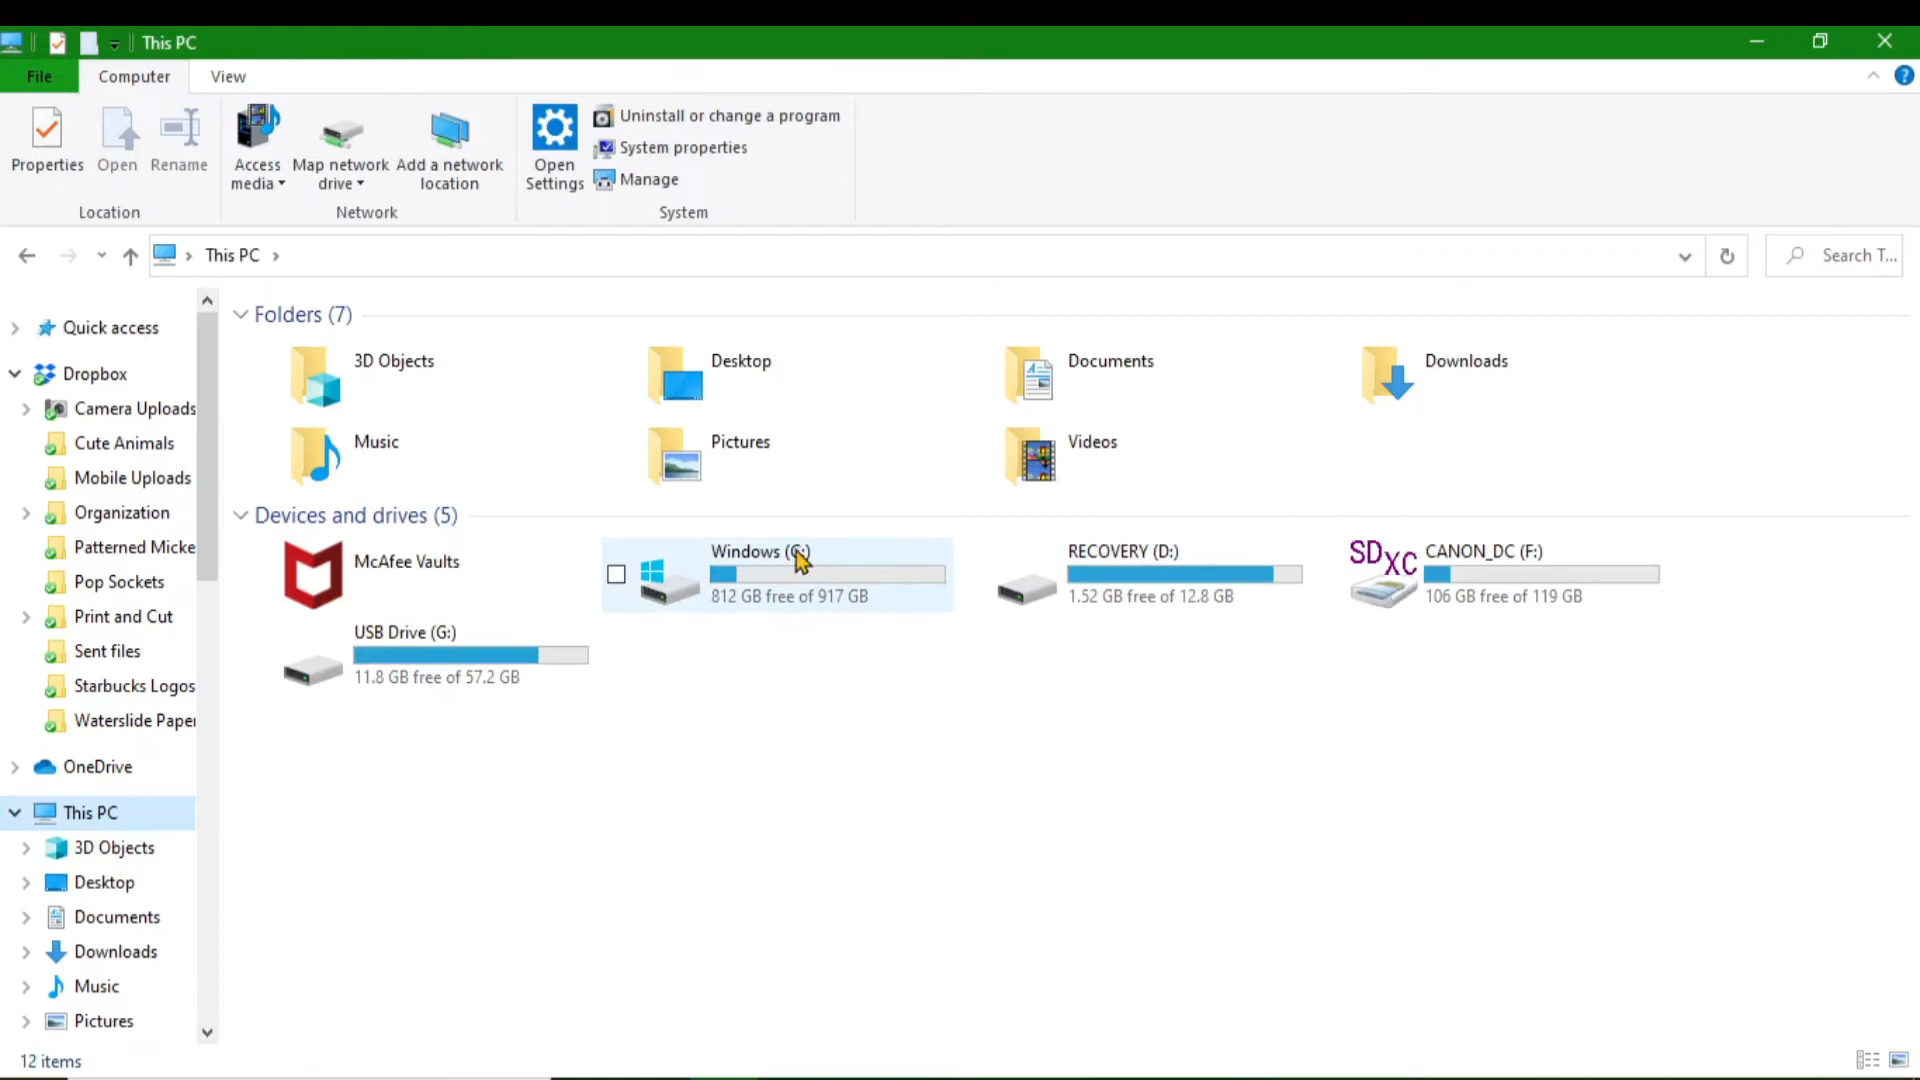 This PC
File
Computer
View
Properties
Open
Rename
Access media
Map network drive
Add a network location
Open Settings
Uninstall or change a program
System properties
Manage
Location
Network
System
This PC
Search T...
Quick access
Dropbox
Camera Uploads
Cute Animals
Mobile Uploads
Organization
Patterned Micke
Pop Sockets
Print and Cut
Sent files
Starbucks Logos
Waterslide Paper
OneDrive
This PC
3D Objects
Desktop
Documents
Downloads
Music
Pictures
Folders (7)
3D Objects
Desktop
Documents
Downloads
Music
Pictures
Videos
Devices and drives (5)
McAfee Vaults
Windows (C:)
812 GB free of 917 GB
RECOVERY (D:)
1.52 GB free of 12.8 GB
SDXC
CANON_DC (F:)
106 GB free of 119 GB
USB Drive (G:)
11.8 GB free of 57.2 GB
12 items